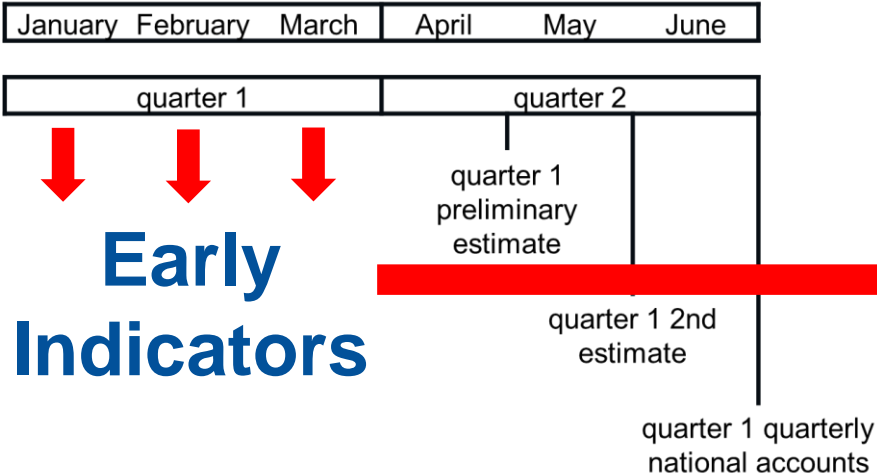 January February March April May June
quarter 1 quarter 2
quarter 1
preliminary
estimate
Early
Indicators
quarter 1 2nd
estimate
quarter 1 quarterly
national accounts